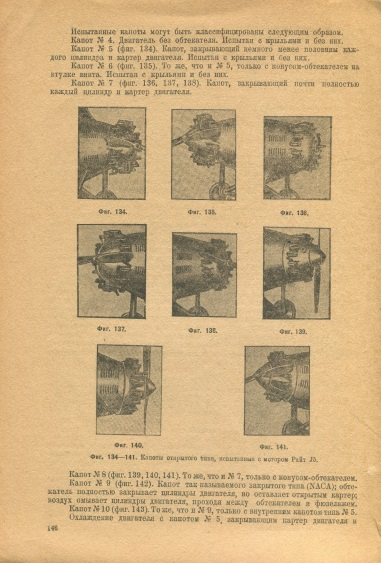 Испытанные капоты могут быть классифицированы следующим образом.
Капот № 4. Двигатель без обтекателя. Испытан с крыльями и без них.
Капот № 5 (фиг. 134). Капот, закрывающий немного менее половины каж-
дого цилиндра и картер двигателя. Испытан с крыльями и без них.
Капот № 6 (фиг. 135). То же, что и № 5, только с конусом-обтекателем на
втулке винта. Испытан с крыльями и без них.
Капот № 7 (фиг. 136, 137, 138). Капот, закрывающий почти полностью
каждый цилиндр и картер двигателя.
Фиг. 134.
Фиг. 135.
Фиг. 136.
Фиг. 137.
Фиг. 138.
Фиг. 139.
Фиг. 140.
Фиг. 141.
Фиг. 134—141. Капоты открытого типа, испытанные с мотором Райт J5.
Капот № 8 (фиг. 139, 140, 141). То же, что и № 7, только с конусом-обтекателем.
Капот № 9 (фиг. 142). Капот так называемого закрытого типа (NACA); обте-
катель полностью закрывает цилиндры двигателя, но оставляет открытым картер;
воздух омывает цилиндры двигателя, проходя между обтекателем и фюзеляжем.
Капот № 10 (фиг. 143). То же, что и № 9, только с внутренним капотом типа № 5.
Охлаждение двигателя с капотом № 5, закрывающим картер двигателя и
146